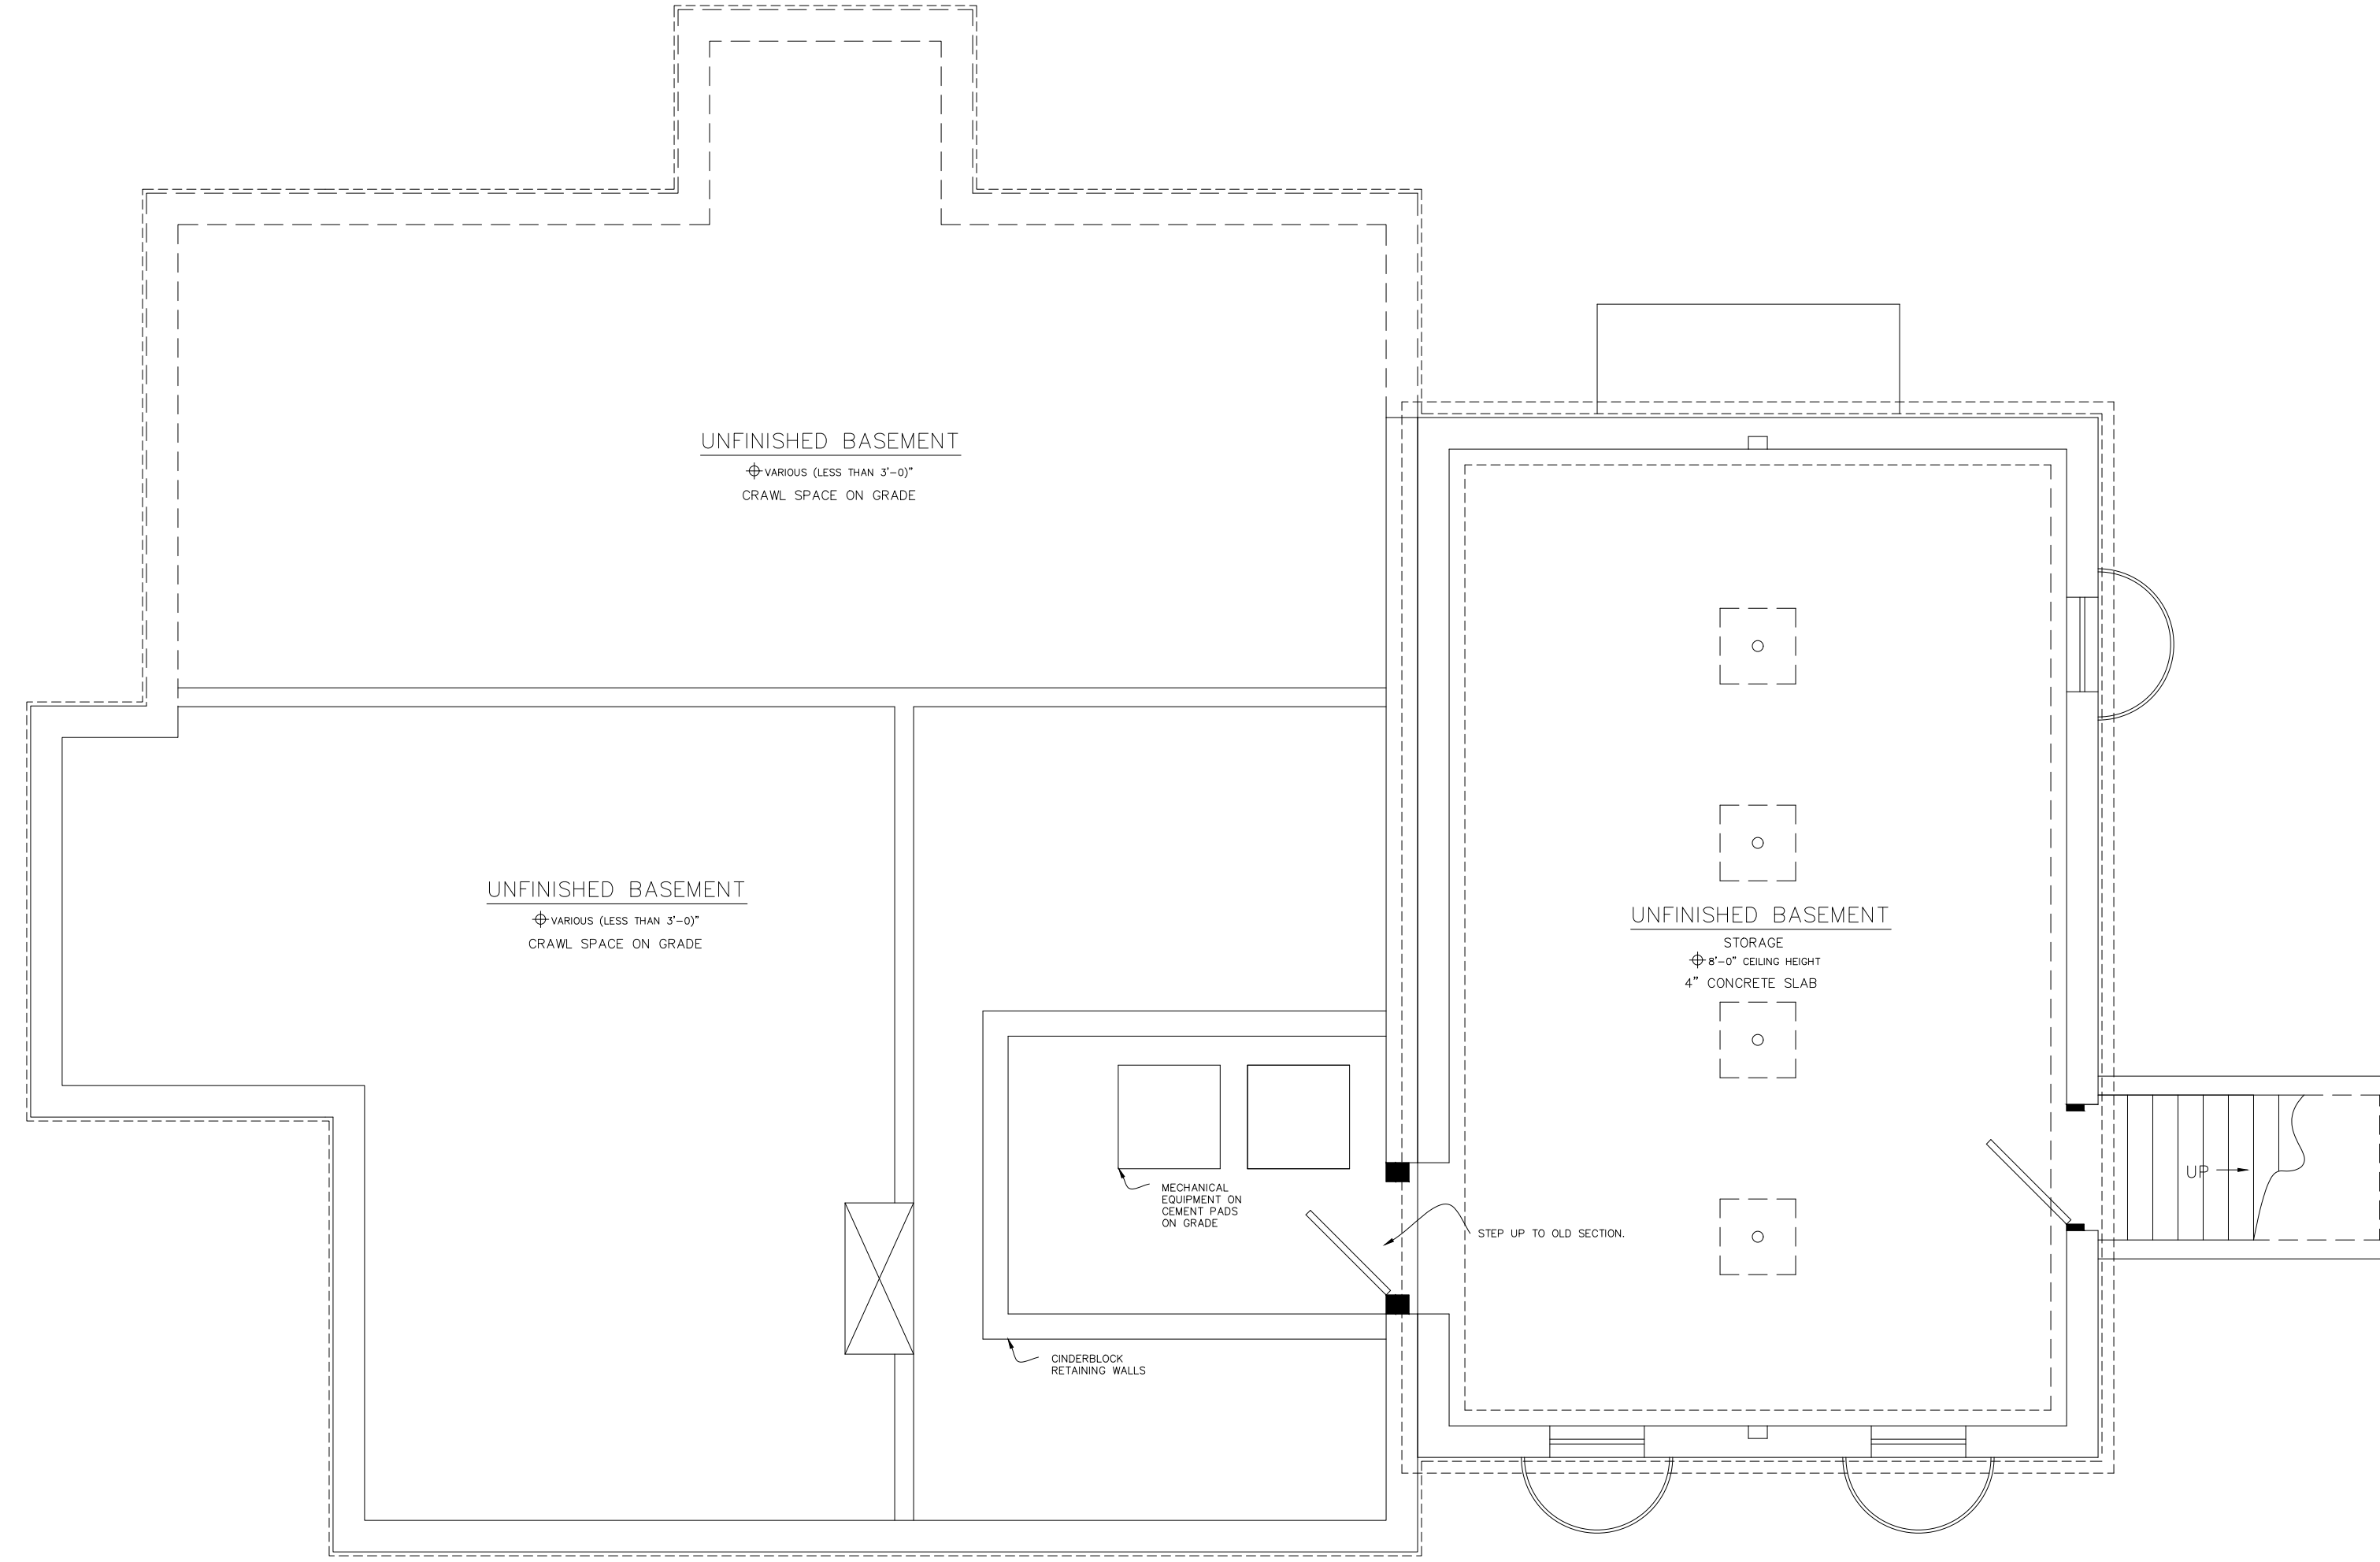 UNFINISHED BASEMENT
VARIOUS (LESS THAN 3'-0)"
CRAWL SPACE ON GRADE
UNFINISHED BASEMENT
VARIOUS (LESS THAN 3'-0)"
CRAWL SPACE ON GRADE
UNFINISHED BASEMENT
STORAGE
8'-0" CEILING HEIGHT
4" CONCRETE SLAB
UP
MECHANICAL
EQUIPMENT ON
CEMENT PADS
ON GRADE
STEP UP TO OLD SECTION.
CINDERBLOCK
RETAINING WALLS